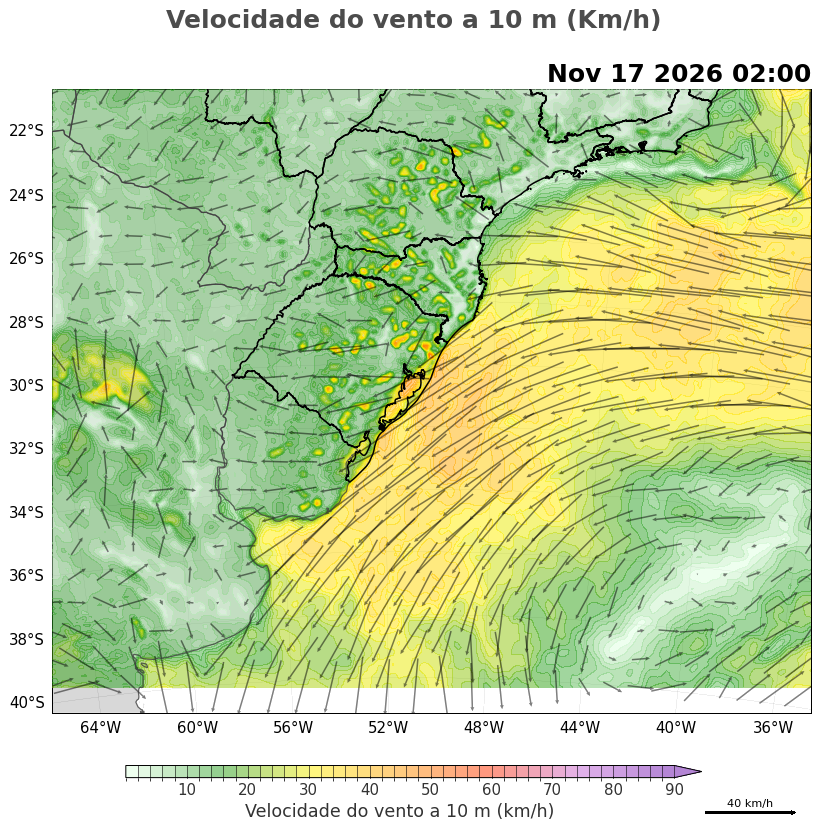 Velocidade do vento a 10 m (Km/h)
Nov 17 2026 02:00
22°S
24°S
26°S
28°S
30°S
32°S
34°S
36°S
38°S
40°S
64°W 60°W 56°W 52°W 48°W 44°W 40°W 36°W
10 20 30 40 50 60 70 80 90
Velocidade do vento a 10 m (km/h)
40 km/h